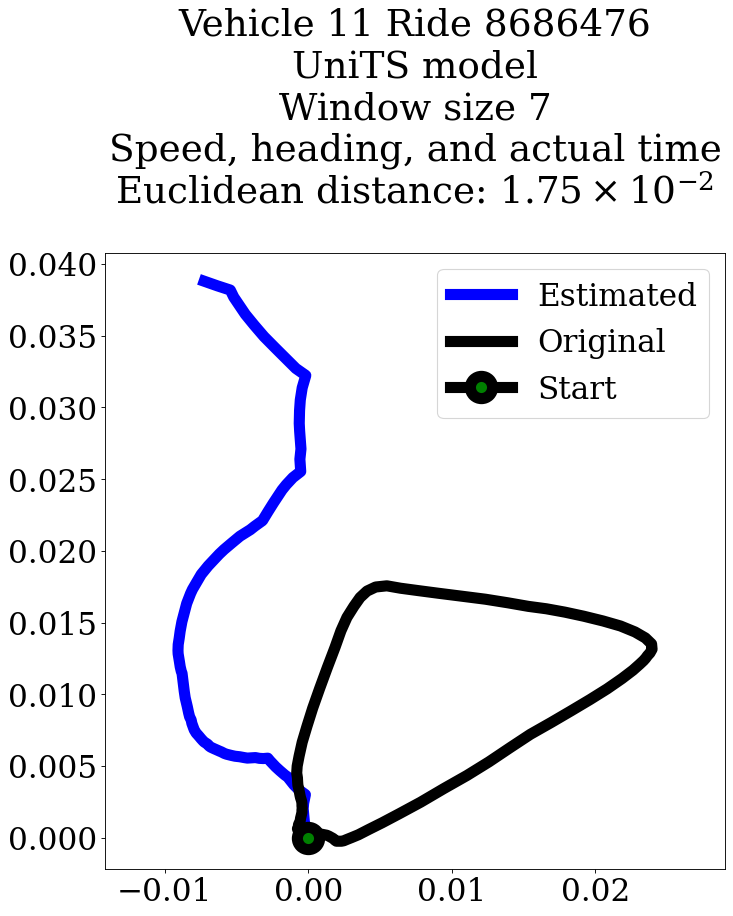 Vehicle 11 Ride 8686476
UniTS model
Window size 7
Speed, heading, and actual time
Euclidean distance: 1.75 × 10⁻²
0.040
0.035
0.030
0.025
0.020
0.015
0.010
0.005
0.000
Estimated
Original
Start
−0.01 0.00 0.01 0.02